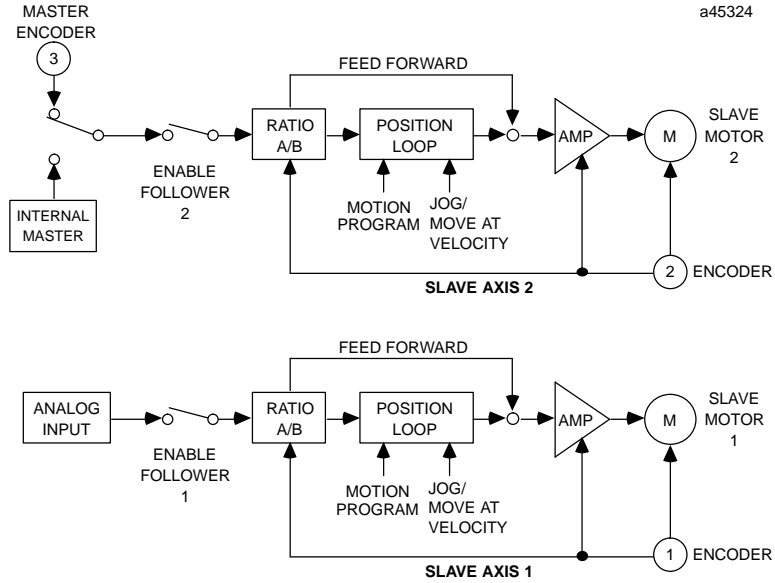 MASTER
ENCODER
a45324
3
FEED FORWARD
RATIO
A/B
POSITION
LOOP
AMP
M
SLAVE
MOTOR
2
ENABLE
FOLLOWER
2
INTERNAL
MASTER
MOTION
PROGRAM
JOG/
MOVE AT
VELOCITY
2
ENCODER
SLAVE AXIS 2
FEED FORWARD
ANALOG
INPUT
RATIO
A/B
POSITION
LOOP
AMP
M
SLAVE
MOTOR
1
ENABLE
FOLLOWER
1
MOTION
PROGRAM
JOG/
MOVE AT
VELOCITY
1
ENCODER
SLAVE AXIS 1